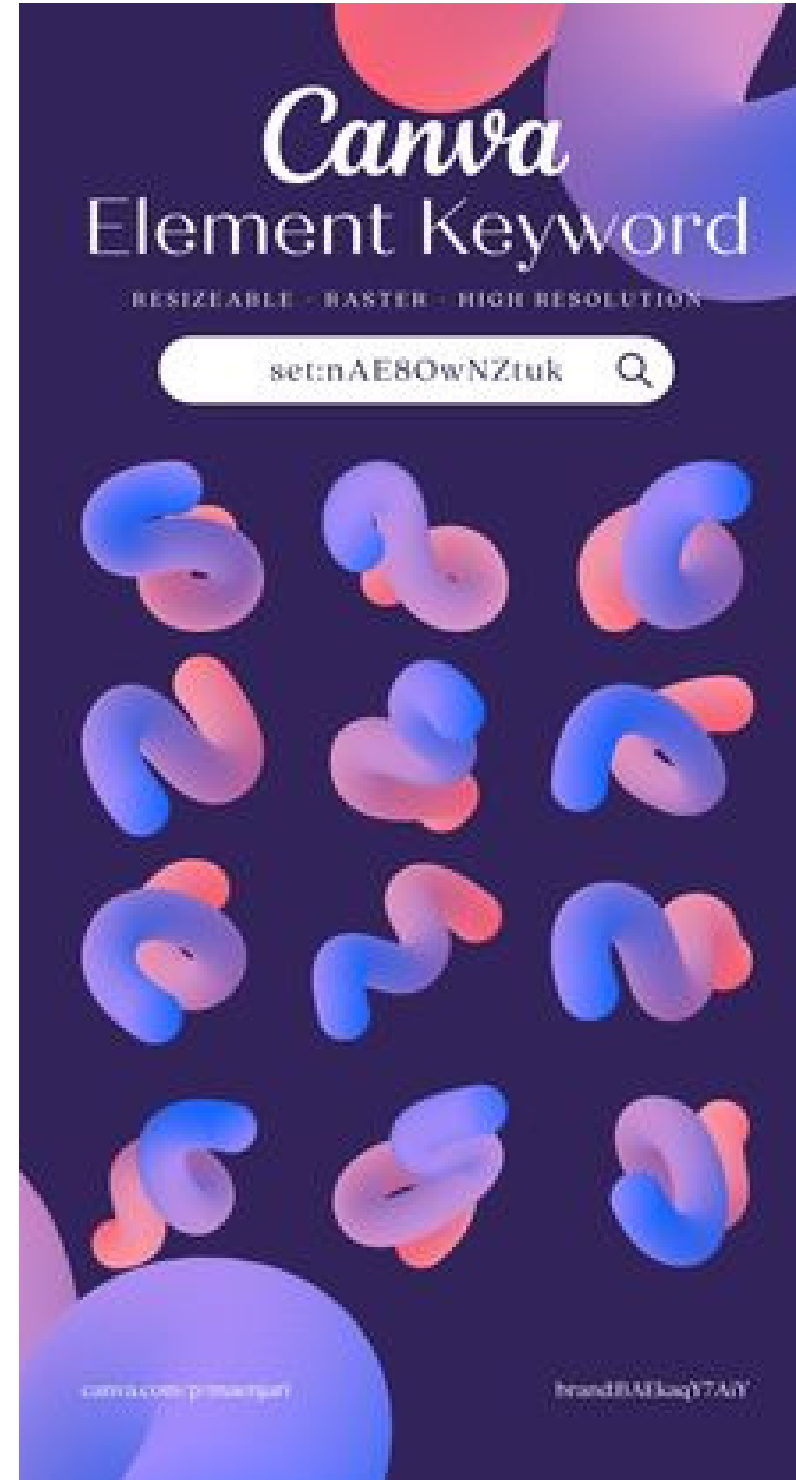 Canva
Element Keyword
RESIZEABLE - RASTER - HIGH RESOLUTION
set:nAE8OwNZtuk